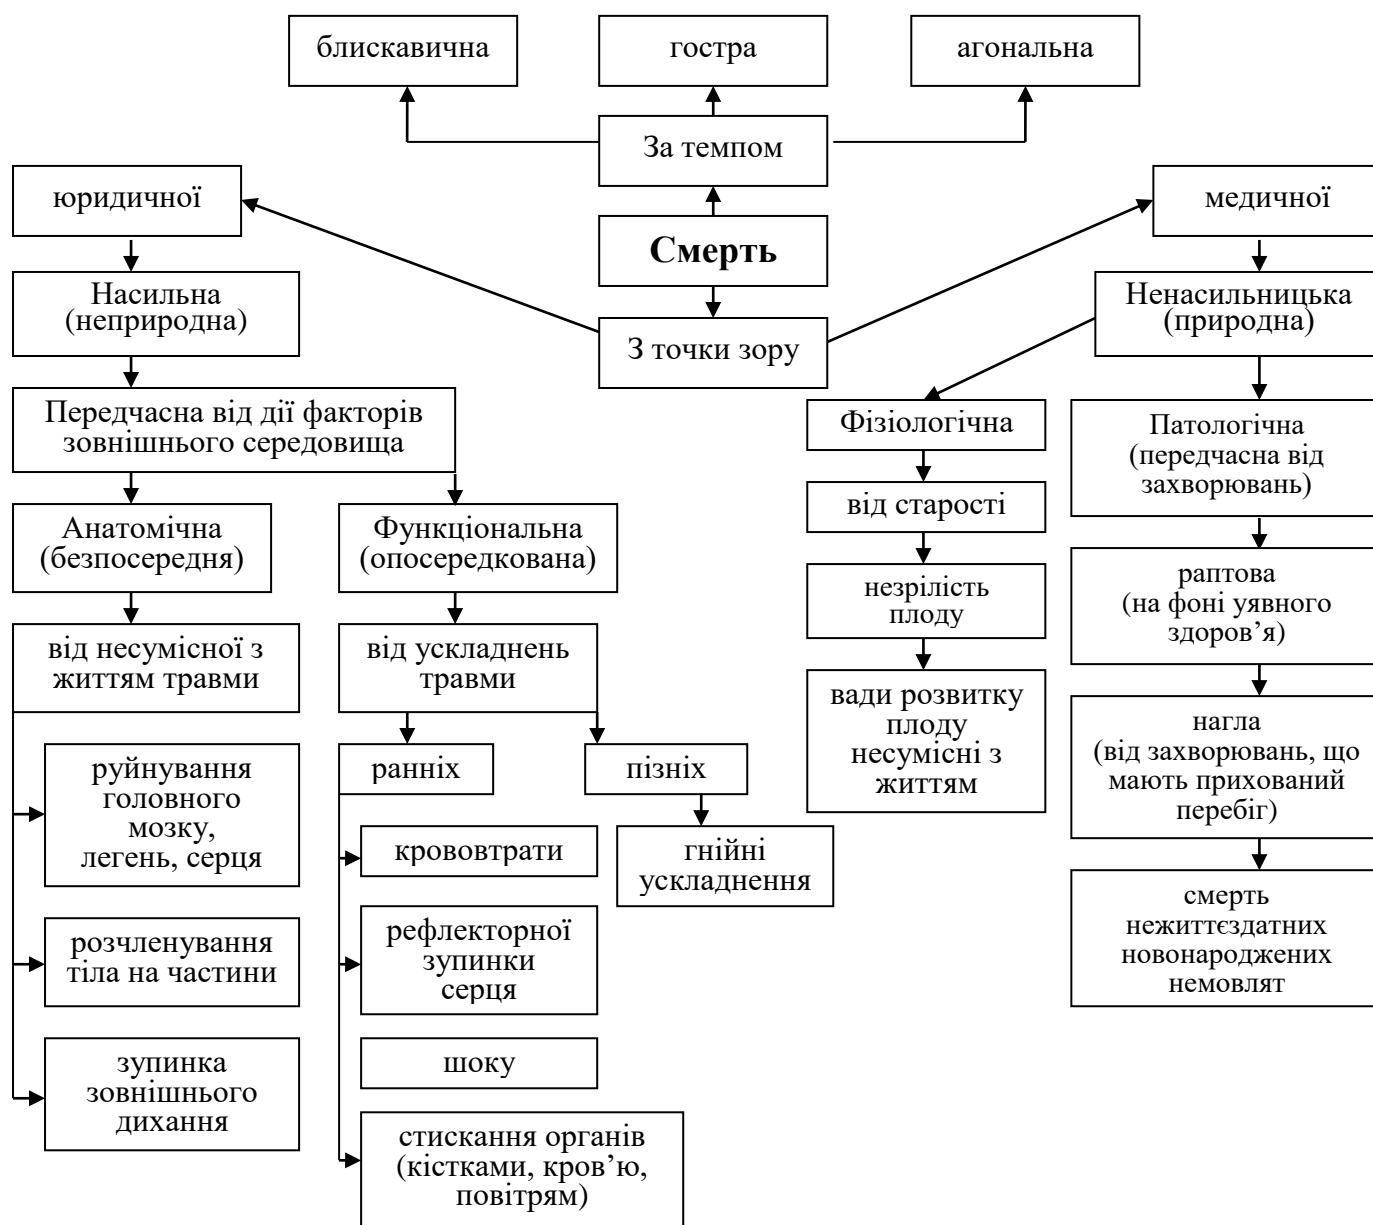 блискавична
гостра
агональна
За темпом
юридичної
медичної
Смерть
Насильна
(неприродна)
Ненасильницька
(природна)
З точки зору
Передчасна від дії факторів
зовнішнього середовища
Фізіологічна
Патологічна
(передчасна від
захворювань)
Анатомічна
(безпосередня)
Функціональна
(опосередкована)
від старості
незрілість
плоду
раптова
(на фоні уявного
здоров’я)
від несумісної з
життям травми
від ускладнень
травми
вади розвитку
плоду
несумісні з
життям
нагла
(від захворювань, що
мають прихований
перебіг)
ранніх
пізніх
руйнування
головного
мозку,
легень, серця
крововтрати
гнійні
ускладнення
смерть
нежиттєздатних
новонароджених
немовлят
розчленування
тіла на частини
рефлекторної
зупинки
серця
зупинка
зовнішнього
дихання
шоку
стискання органів
(кістками, кров’ю,
повітрям)